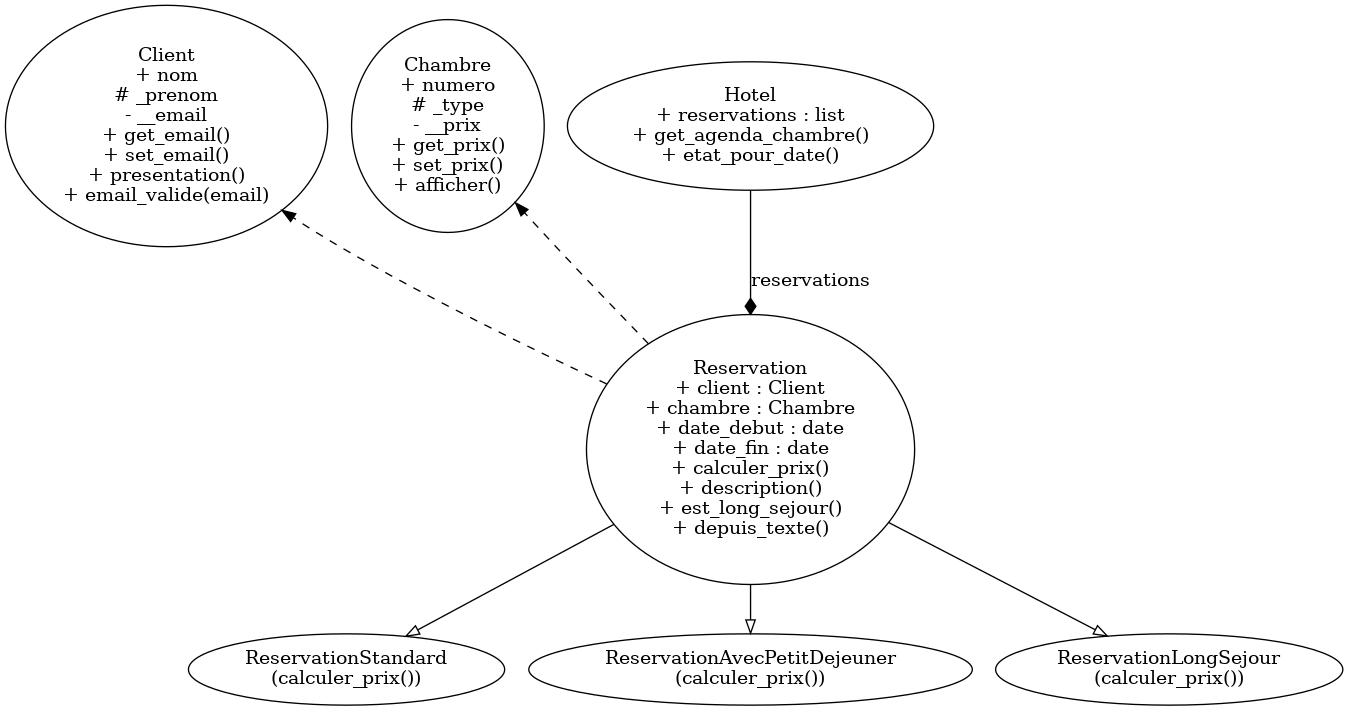 Client
+ nom
# _prenom
- __email
+ get_email()
+ set_email()
+ presentation()
+ email_valide(email)
Chambre
+ numero
# _type
- __prix
+ get_prix()
+ set_prix()
+ afficher()
Hotel
+ reservations : list
+ get_agenda_chambre()
+ etat_pour_date()
reservations
Reservation
+ client : Client
+ chambre : Chambre
+ date_debut : date
+ date_fin : date
+ calculer_prix()
+ description()
+ est_long_sejour()
+ depuis_texte()
ReservationStandard
(calculer_prix())
ReservationAvecPetitDejeuner
(calculer_prix())
ReservationLongSejour
(calculer_prix())